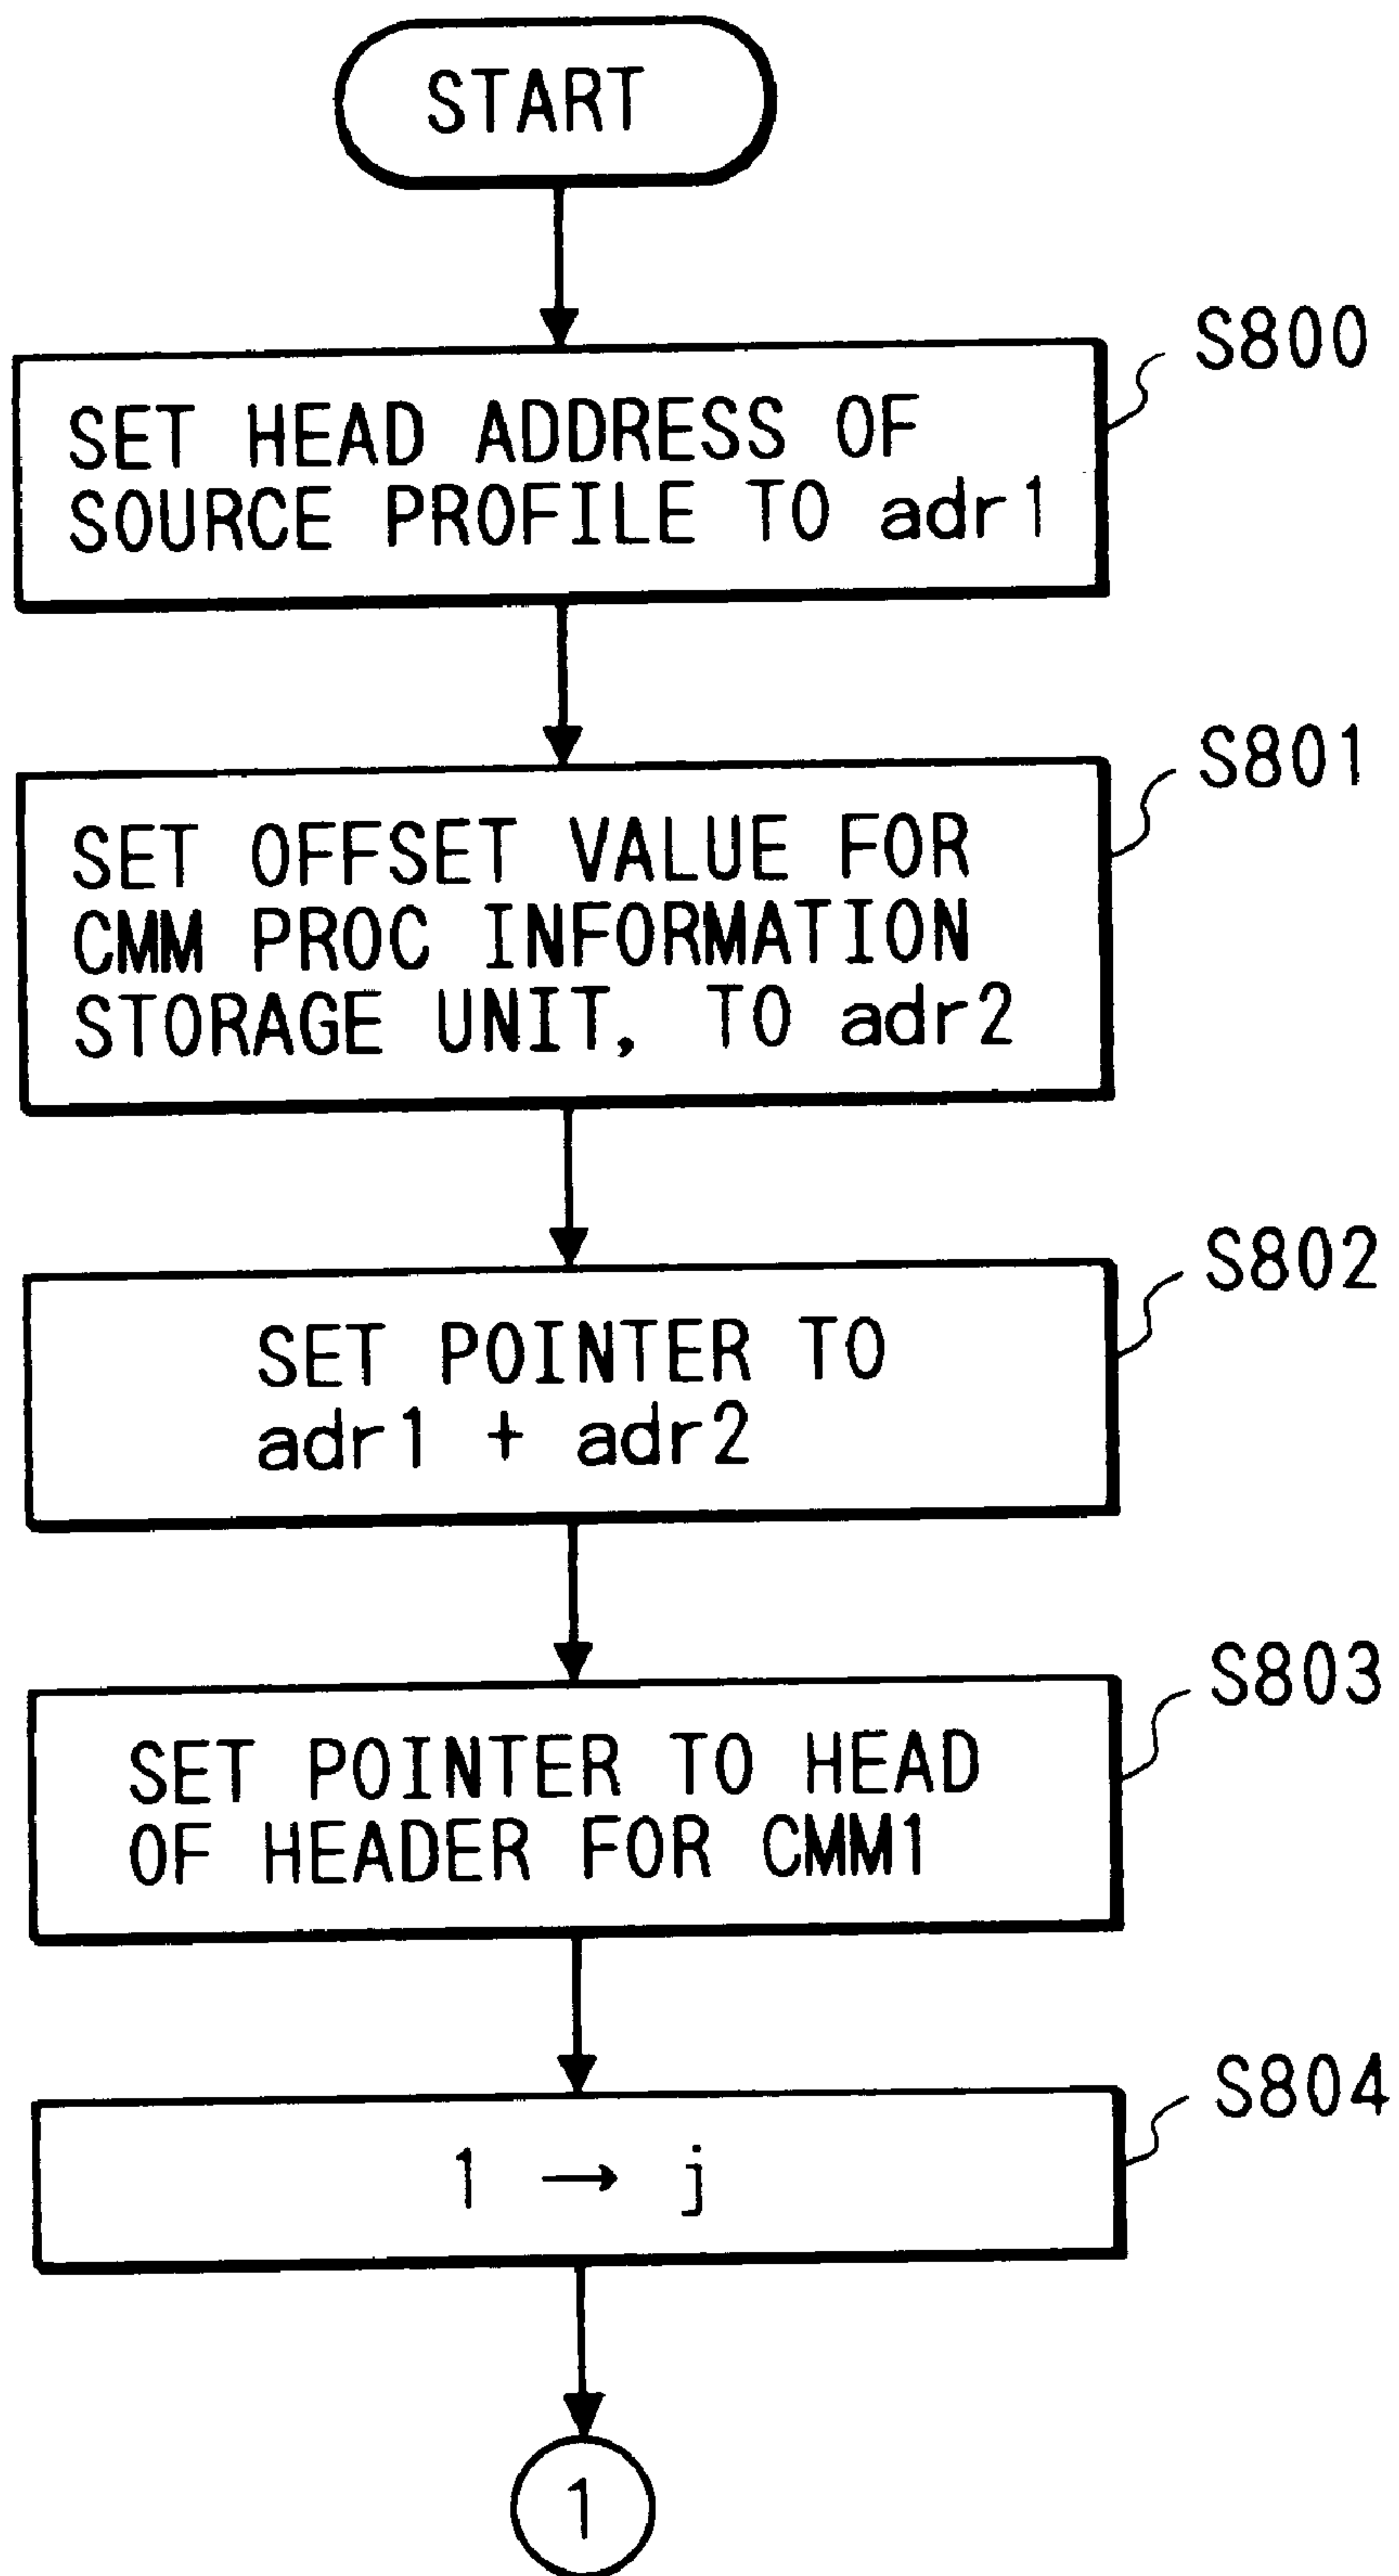 START
S800
SET HEAD ADDRESS OF
SOURCE PROFILE TO adr1
S801
SET OFFSET VALUE FOR
CMM PROC INFORMATION
STORAGE UNIT, TO adr2
S802
SET POINTER TO
adr1 + adr2
S803
SET POINTER TO HEAD
OF HEADER FOR CMM1
S804
1 → j
1